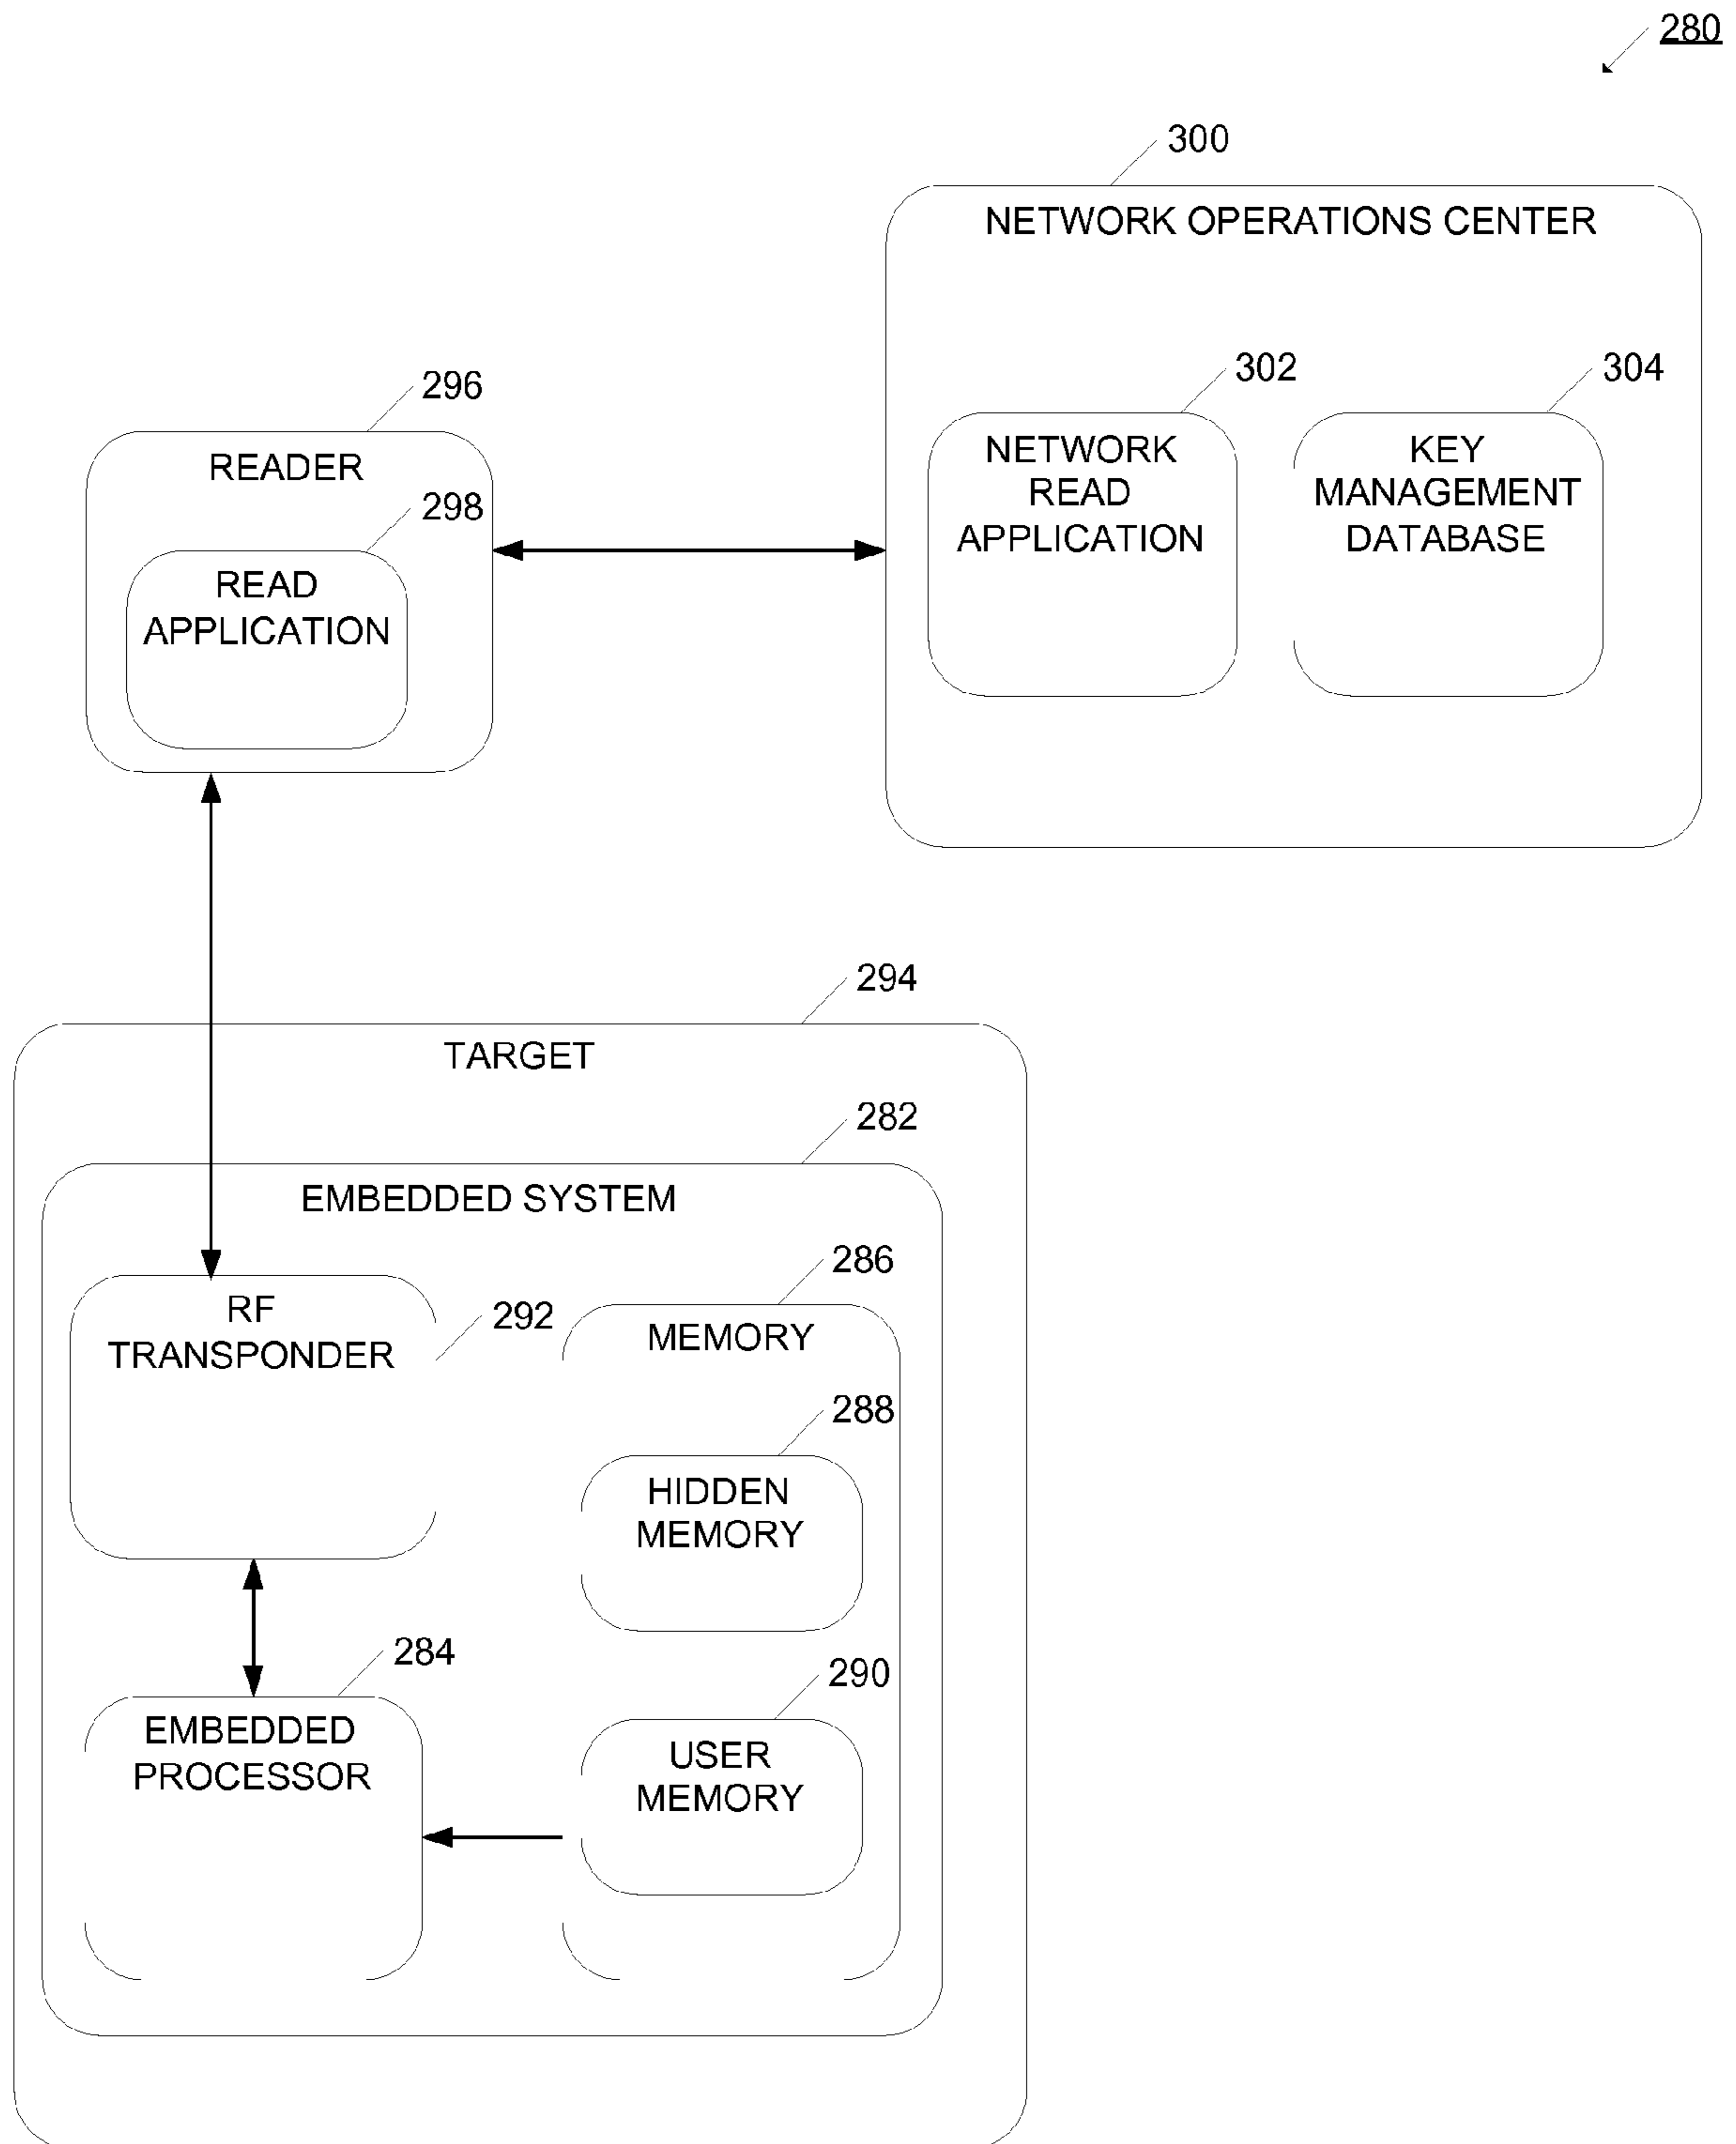 280
300
NETWORK OPERATIONS CENTER
302
304
NETWORK
READ
APPLICATION
KEY
MANAGEMENT
DATABASE
296
READER
298
READ
APPLICATION
294
TARGET
282
EMBEDDED SYSTEM
RF
TRANSPONDER
292
286
MEMORY
288
HIDDEN
MEMORY
284
EMBEDDED
PROCESSOR
290
USER
MEMORY